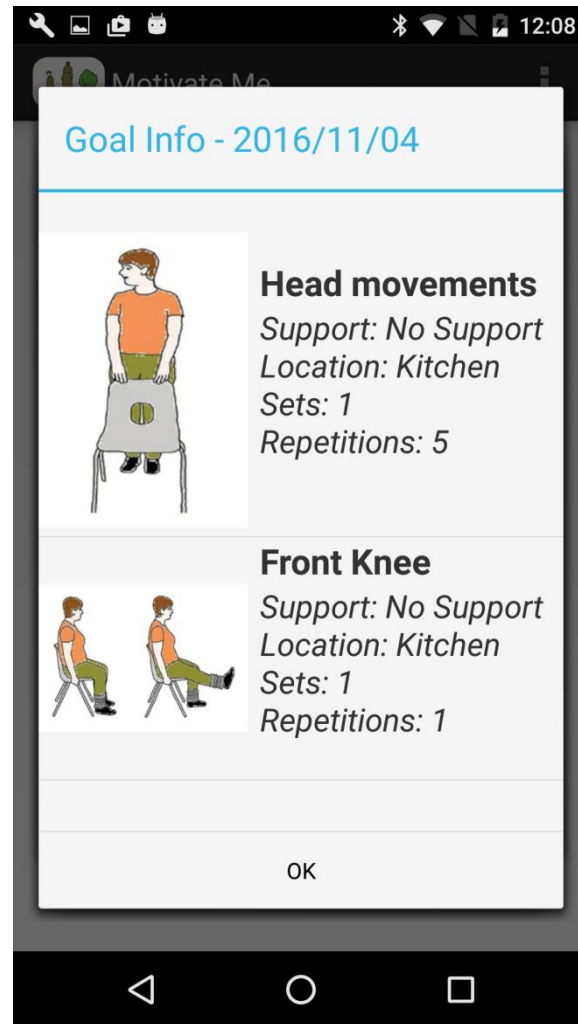 12:08
Motivate Me
Goal Info - 2016/11/04
Head movements
Support: No Support
Location: Kitchen
Sets: 1
Repetitions: 5
Front Knee
Support: No Support
Location: Kitchen
Sets: 1
Repetitions: 1
OK